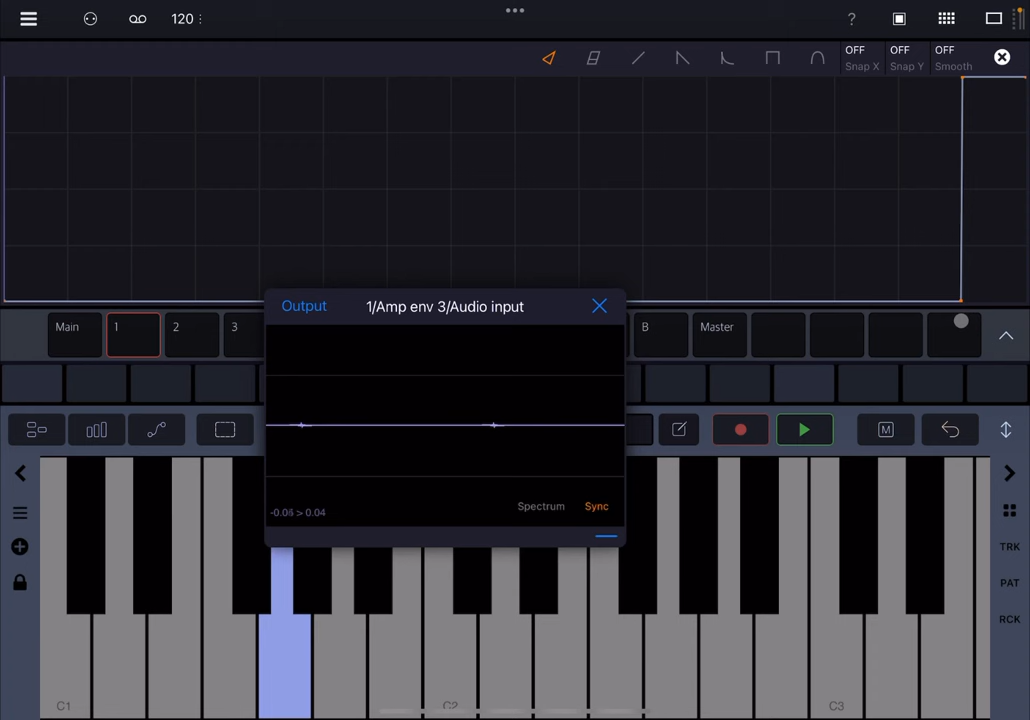 120
?
OFF OFF OFF
Snap X Snap Y Smooth
Output 1/Amp env 3/Audio input
Main 1 2 3 B Master
M
-0.06 > 0.04 Spectrum Sync
TRK
PAT
RCK
C1 C2 C3